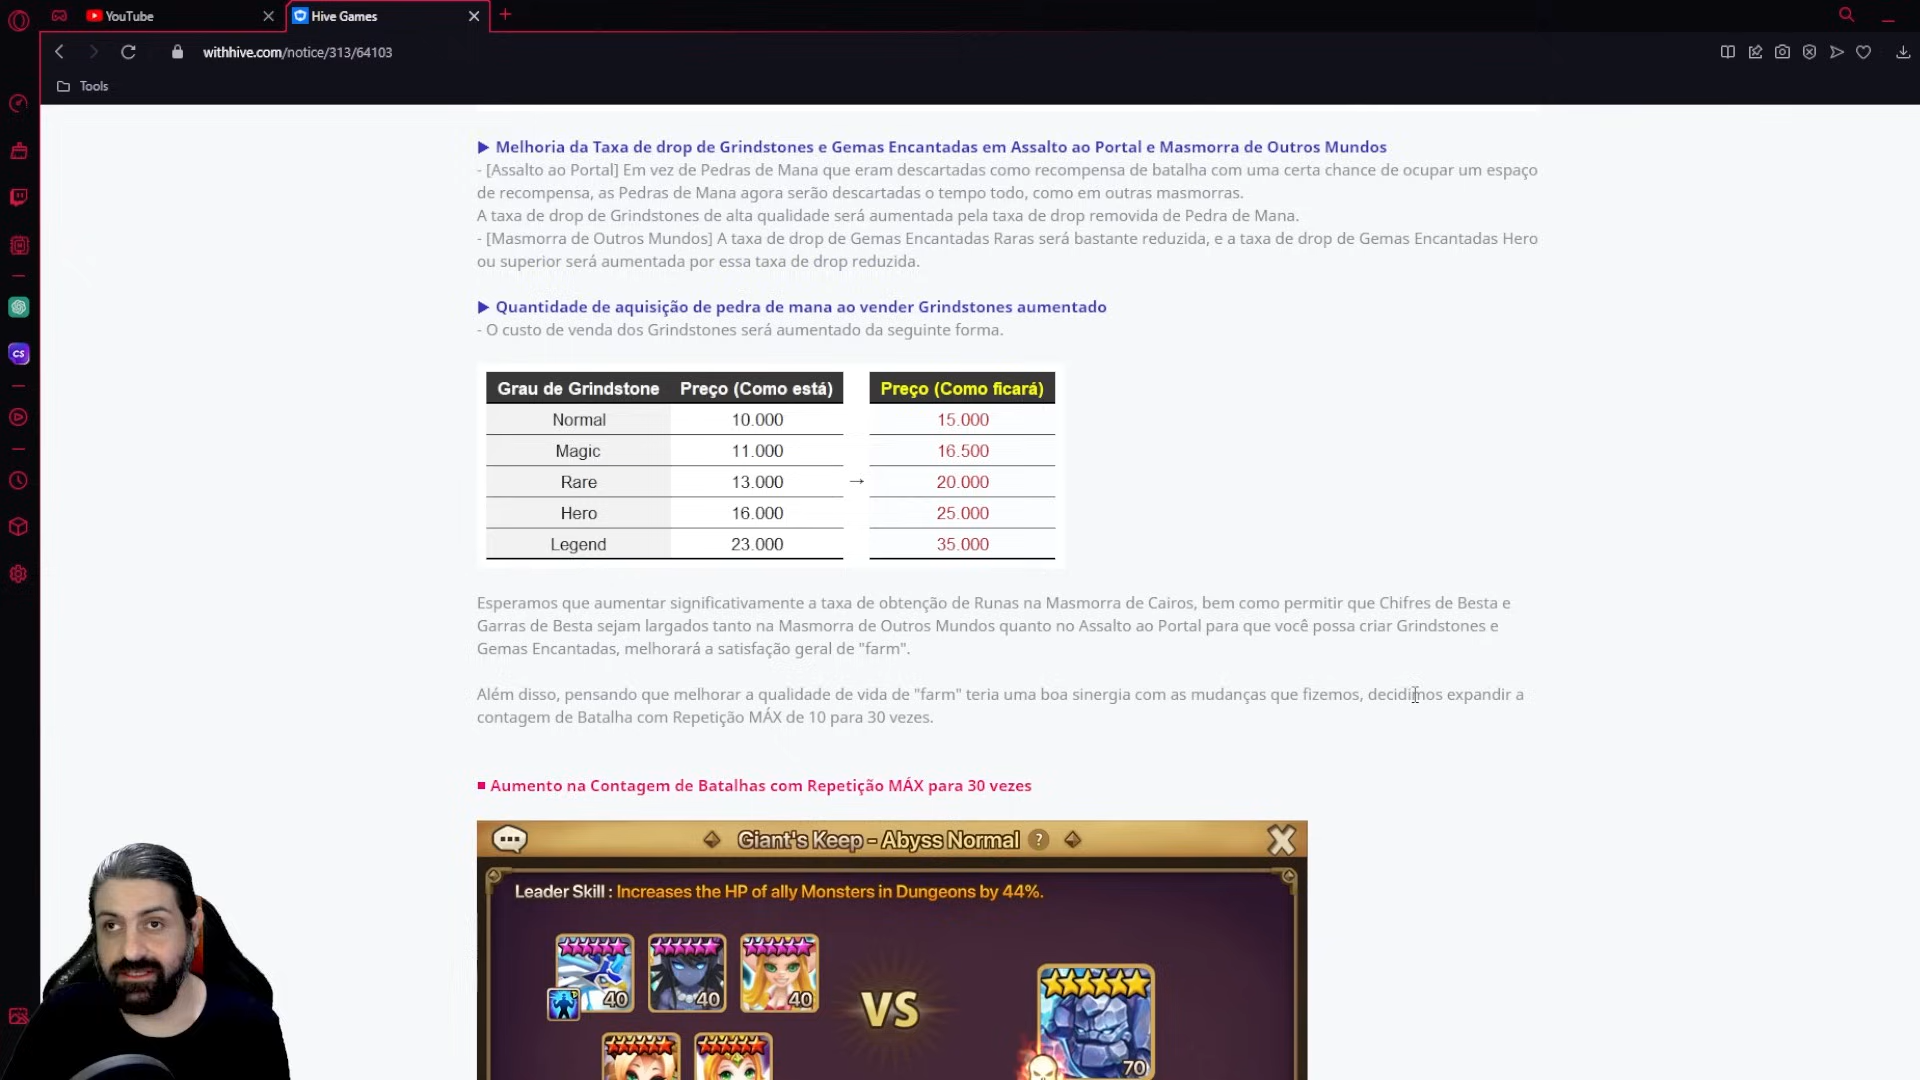 YouTube
Hive Games
withhive.com/notice/313/64103
Tools
CS
▶ Melhoria da Taxa de drop de Grindstones e Gemas Encantadas em Assalto ao Portal e Masmorra de Outros Mundos
- [Assalto ao Portal] Em vez de Pedras de Mana que eram descartadas como recompensa de batalha com uma certa chance de ocupar um espaço
de recompensa, as Pedras de Mana agora serão descartadas o tempo todo, como em outras masmorras.
A taxa de drop de Grindstones de alta qualidade será aumentada pela taxa de drop removida de Pedra de Mana.
- [Masmorra de Outros Mundos] A taxa de drop de Gemas Encantadas Raras será bastante reduzida, e a taxa de drop de Gemas Encantadas Hero
ou superior será aumentada por essa taxa de drop reduzida.
▶ Quantidade de aquisição de pedra de mana ao vender Grindstones aumentado
- O custo de venda dos Grindstones será aumentado da seguinte forma.
Grau de Grindstone Preço (Como está) Preço (Como ficará)
Normal 10.000 15.000
Magic 11.000 16.500
Rare 13.000 → 20.000
Hero 16.000 25.000
Legend 23.000 35.000
Esperamos que aumentar significativamente a taxa de obtenção de Runas na Masmorra de Cairos, bem como permitir que Chifres de Besta e
Garras de Besta sejam largados tanto na Masmorra de Outros Mundos quanto no Assalto ao Portal para que você possa criar Grindstones e
Gemas Encantadas, melhorará a satisfação geral de "farm".
Além disso, pensando que melhorar a qualidade de vida de "farm" teria uma boa sinergia com as mudanças que fizemos, decidimos expandir a
contagem de Batalha com Repetição MÁX de 10 para 30 vezes.
■ Aumento na Contagem de Batalhas com Repetição MÁX para 30 vezes
Giant's Keep - Abyss Normal ?
Leader Skill : Increases the HP of ally Monsters in Dungeons by 44%.
40 40 40
VS
70